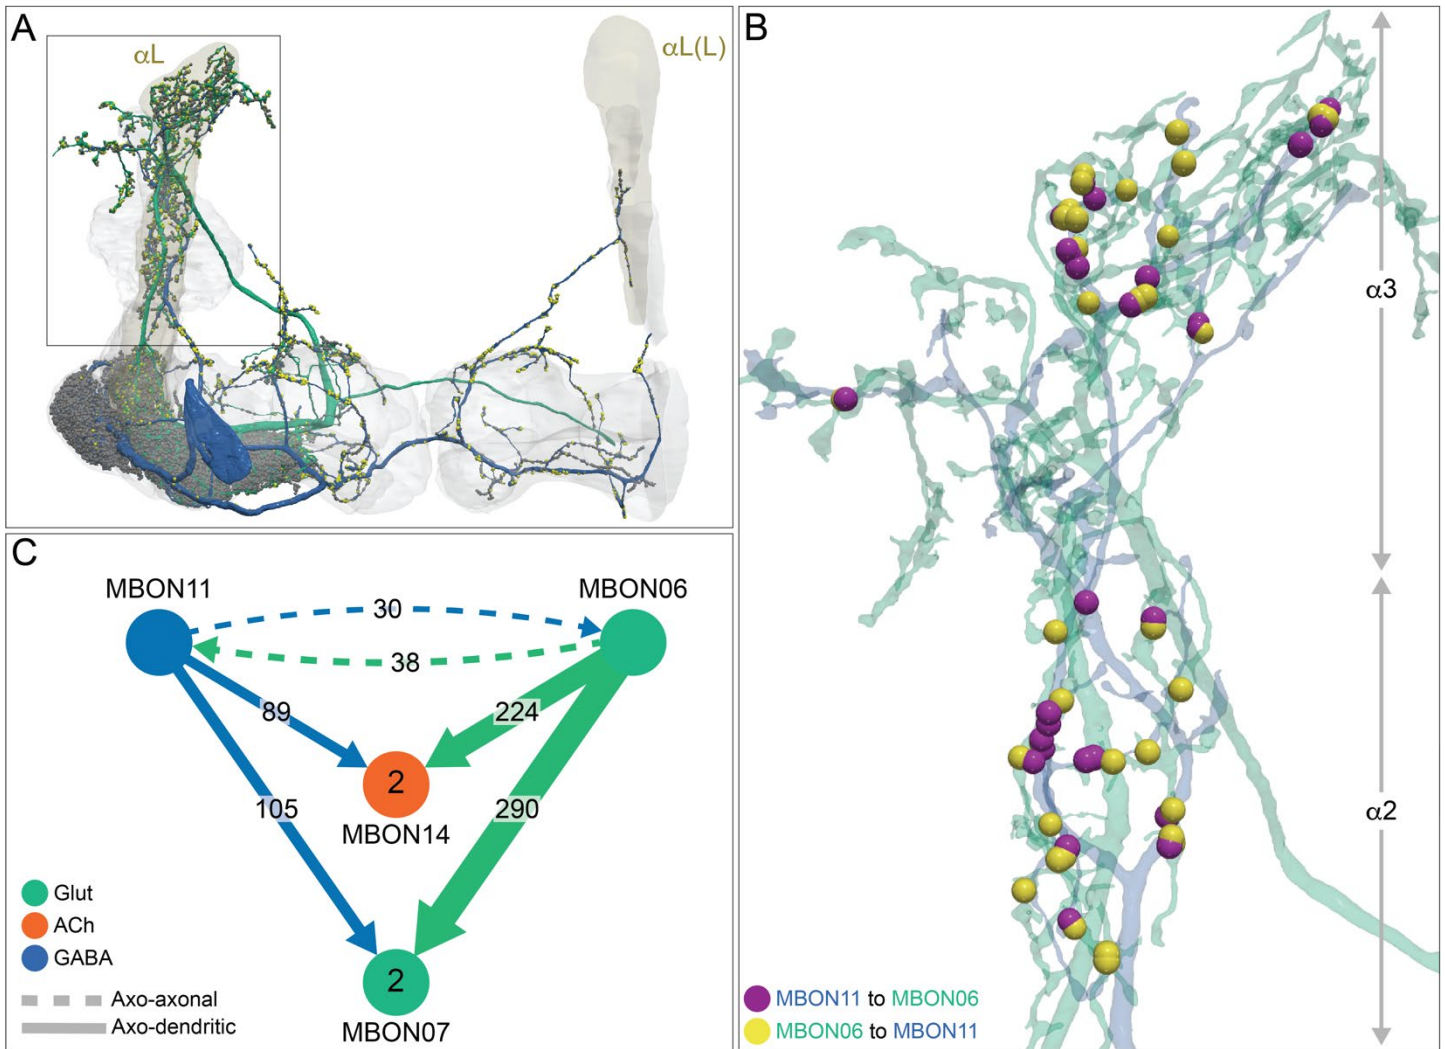 A
αL
αL(L)
B
α3
α2
MBON11 to MBON06
MBON06 to MBON11
C
MBON11
MBON06
30
38
89
224
2
MBON14
105
290
2
MBON07
Glut
ACh
GABA
Axo-axonal
Axo-dendritic